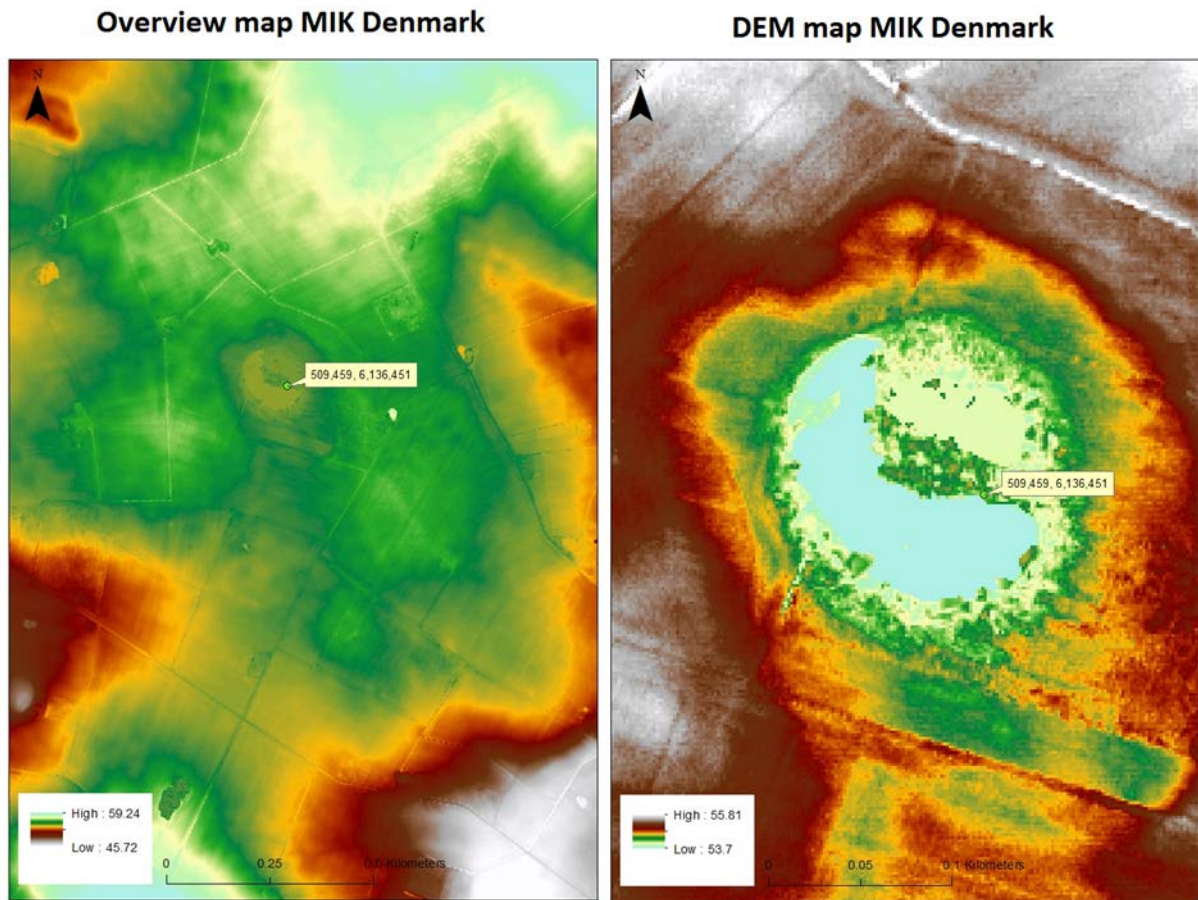 Overview map MIK Denmark
DEM map MIK Denmark
N
N
509,459, 6,136,451
509,459, 6,136,451
High : 59.24
Low : 45.72
0 0.25 0.5 Kilometers
High : 55.81
Low : 53.7
0 0.05 0.1 Kilometers